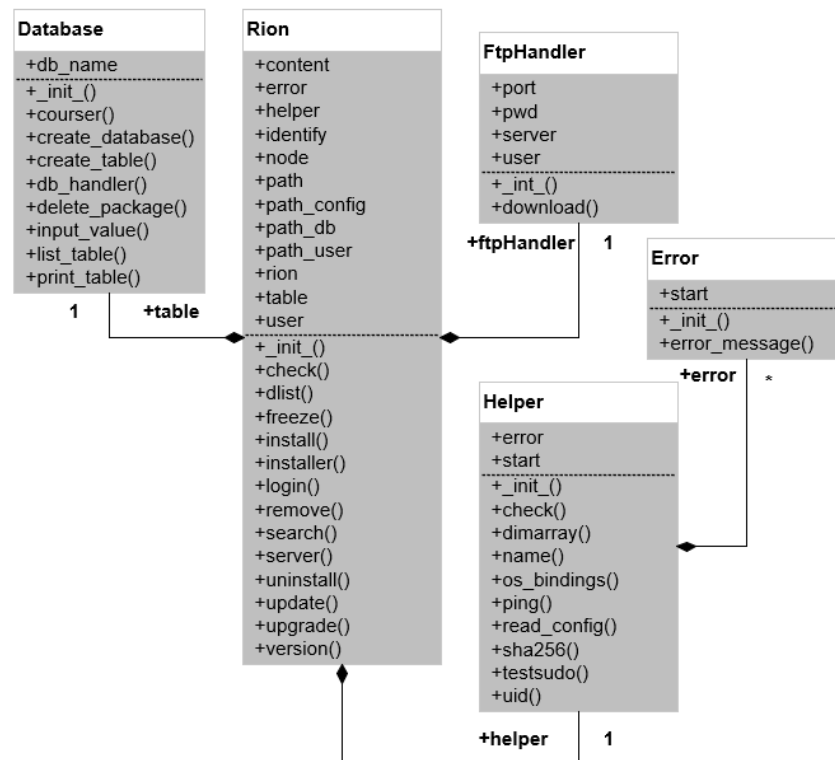 Database
+db_name
+_init_()
+courser()
+create_database()
+create_table()
+db_handler()
+delete_package()
+input_value()
+list_table()
+print_table()
1
+table
Rion
+content
+error
+helper
+identify
+node
+path
+path_config
+path_db
+path_user
+rion
+table
+user
+_init_()
+check()
+dlist()
+freeze()
+install()
+installer()
+login()
+remove()
+search()
+server()
+uninstall()
+update()
+upgrade()
+version()
FtpHandler
+port
+pwd
+server
+user
+_int_()
+download()
+ftpHandler
1
Error
+start
+_init_()
+error_message()
+error
*
Helper
+error
+start
+_init_()
+check()
+dimarray()
+name()
+os_bindings()
+ping()
+read_config()
+sha256()
+testsudo()
+uid()
+helper
1